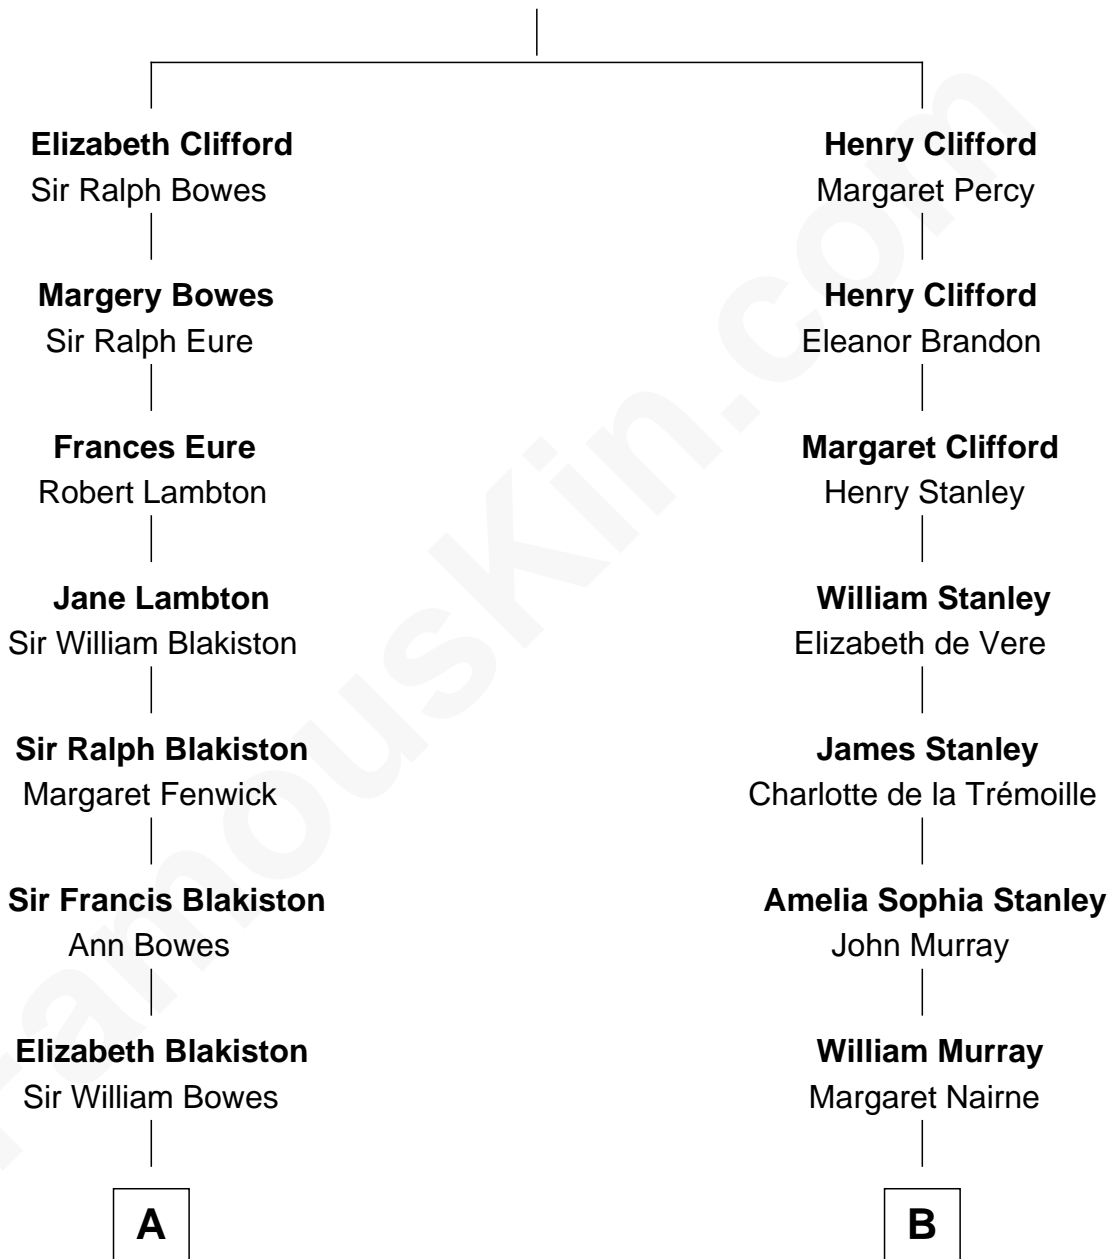 Elizabeth Clifford
Sir Ralph Bowes
Henry Clifford
Margaret Percy
Margery Bowes
Sir Ralph Eure
Henry Clifford
Eleanor Brandon
Frances Eure
Robert Lambton
Margaret Clifford
Henry Stanley
Jane Lambton
Sir William Blakiston
William Stanley
Elizabeth de Vere
Sir Ralph Blakiston
Margaret Fenwick
James Stanley
Charlotte de la Trémoille
Sir Francis Blakiston
Ann Bowes
Amelia Sophia Stanley
John Murray
Elizabeth Blakiston
Sir William Bowes
William Murray
Margaret Nairne
A
B
FamousKin.com